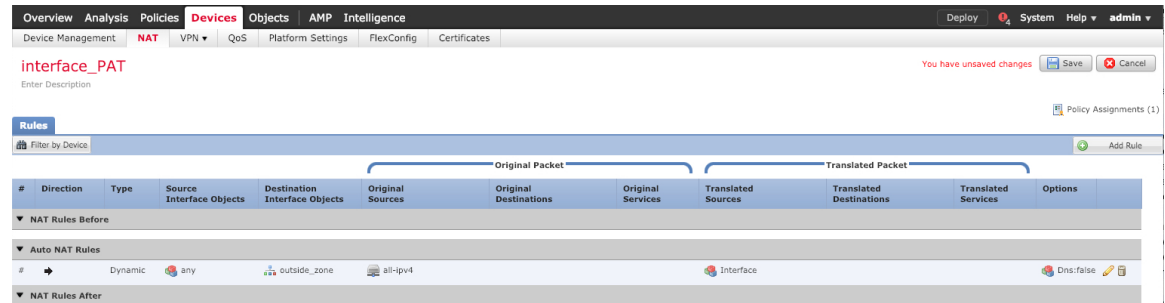 Overview Analysis Policies Devices Objects AMP Intelligence Deploy 4 System Help admin
Device Management NAT VPN QoS Platform Settings FlexConfig Certificates
interface_PAT
You have unsaved changes Save Cancel
Enter Description
Policy Assignments (1)
Rules
Filter by Device Add Rule
Original Packet Translated Packet
# Direction Type Source Interface Objects Destination Interface Objects Original Sources Original Destinations Original Services Translated Sources Translated Destinations Translated Services Options
NAT Rules Before
Auto NAT Rules
# Dynamic any outside_zone all-ipv4 Interface Dns:false
NAT Rules After